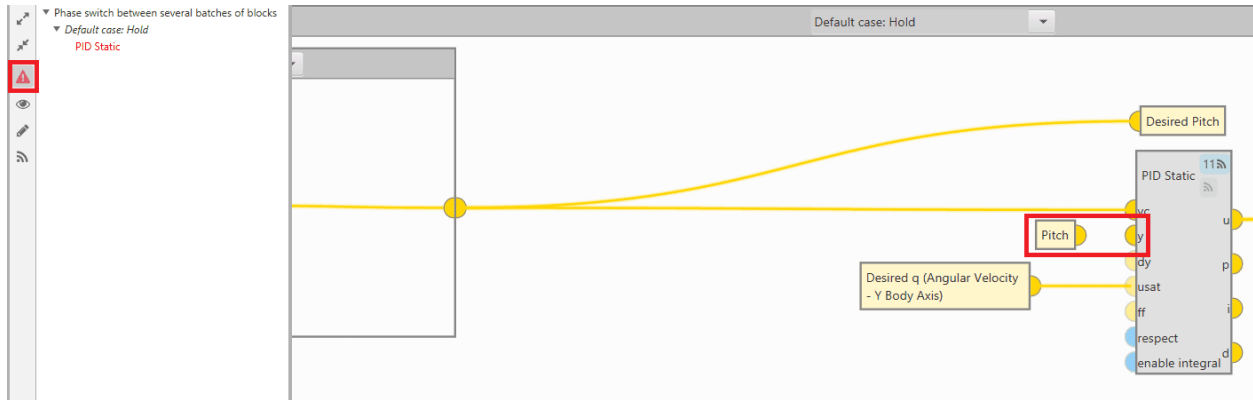 Phase switch between several batches of blocks
Default case: Hold
PID Static
Default case: Hold
Desired Pitch
PID Static
11
yc
u
Pitch
y
dy
p
Desired q (Angular Velocity
- Y Body Axis)
usat
ff
i
respect
enable integral
d